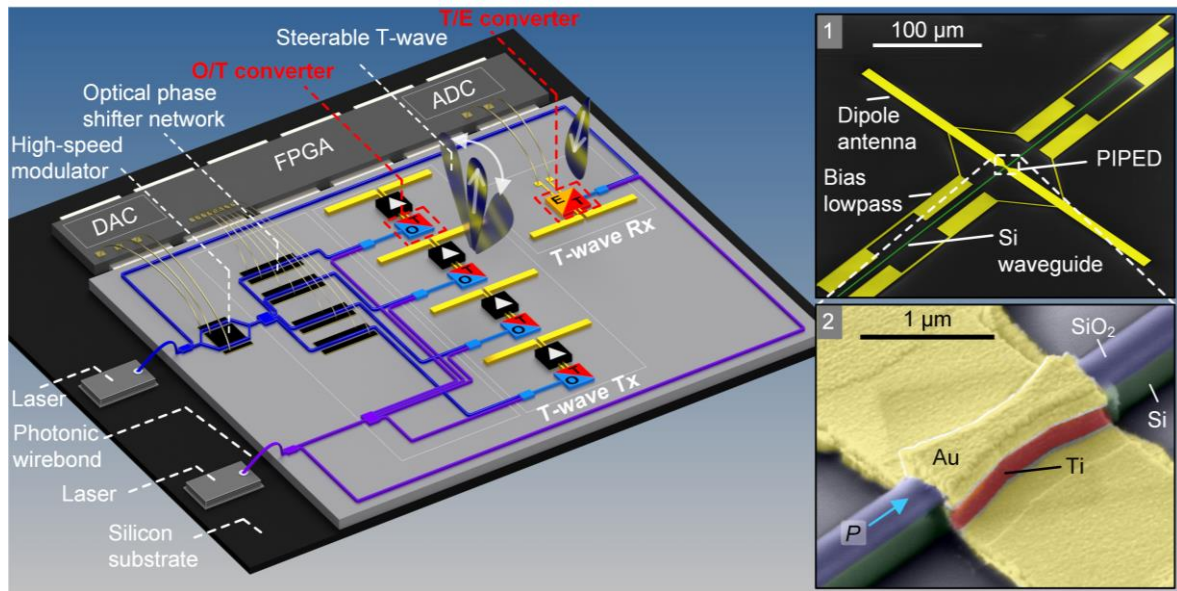 T/E converter
Steerable T-wave
O/T converter
Optical phase
shifter network
High-speed
modulator
ADC
FPGA
DAC
E
T
T-wave Rx
T
O
T
O
T
O
T
O
T-wave Tx
Laser
Photonic
wirebond
Laser
Silicon
substrate
1
100 µm
Dipole
antenna
PIPED
Bias
lowpass
Si
waveguide
2
1 µm
SiO₂
Si
Au
Ti
P